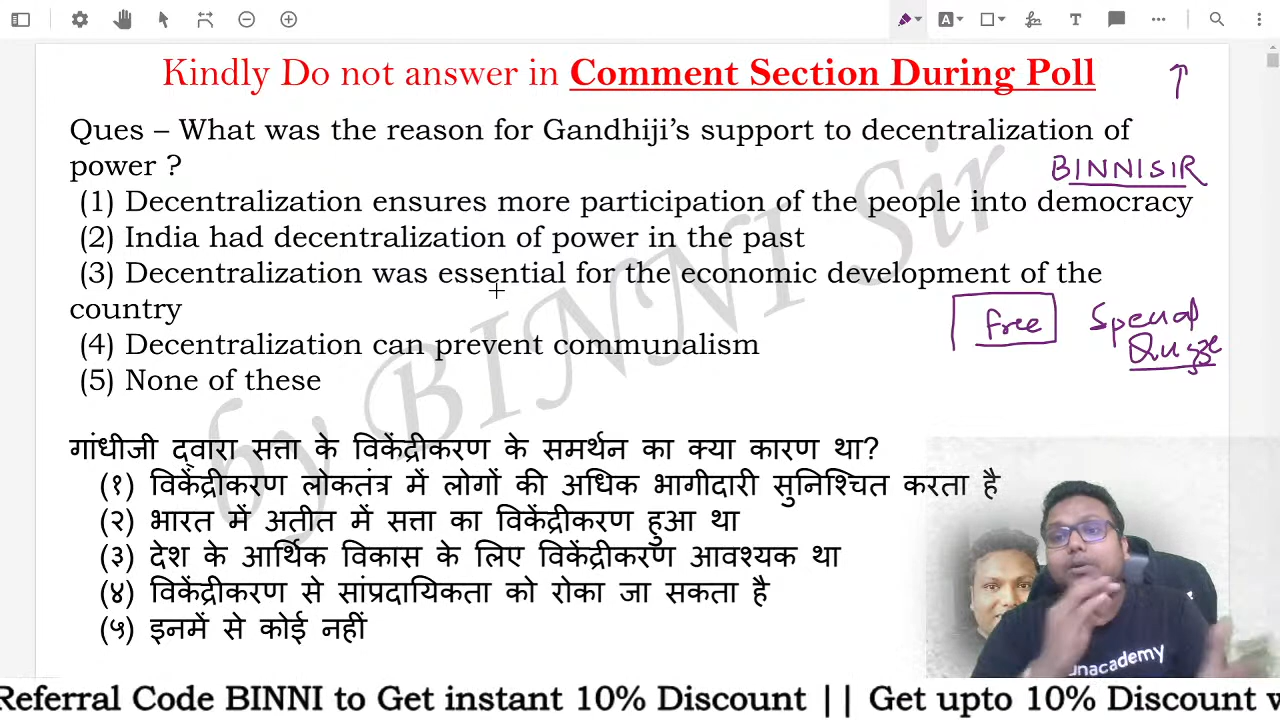 Kindly Do not answer in Comment Section During Poll
Ques – What was the reason for Gandhiji’s support to decentralization of
power ?
BINNISIR
(1) Decentralization ensures more participation of the people into democracy
(2) India had decentralization of power in the past
(3) Decentralization was essential for the economic development of the
country
free
Special
Quize
(4) Decentralization can prevent communalism
(5) None of these
by BINNI Sir
गांधीजी द्वारा सत्ता के विकेंद्रीकरण के समर्थन का क्या कारण था?
(१) विकेंद्रीकरण लोकतंत्र में लोगों की अधिक भागीदारी सुनिश्चित करता है
(२) भारत में अतीत में सत्ता का विकेंद्रीकरण हुआ था
(३) देश के आर्थिक विकास के लिए विकेंद्रीकरण आवश्यक था
(४) विकेंद्रीकरण से सांप्रदायिकता को रोका जा सकता है
(५) इनमें से कोई नहीं
unacademy
Referral Code BINNI to Get instant 10% Discount || Get upto 10% Discount